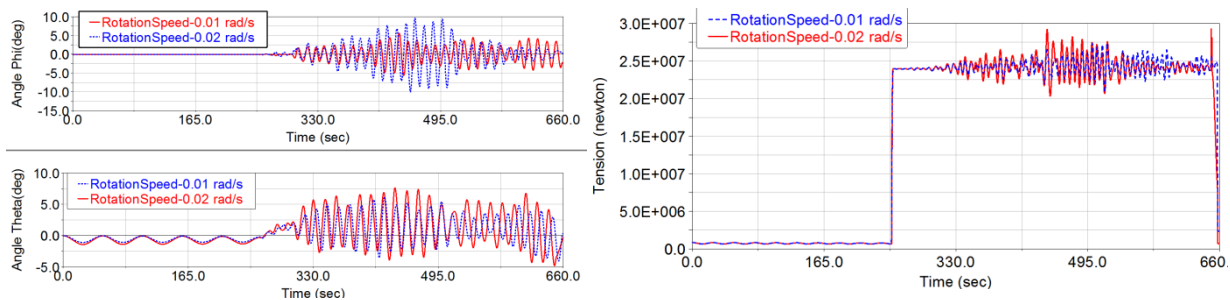 Angle Phi(deg)
10.0
5.0
0.0
-5.0
-10.0
-15.0
RotationSpeed-0.01 rad/s
RotationSpeed-0.02 rad/s
0.0 165.0 330.0 495.0 660.0
Time (sec)
Angle Theta(deg)
10.0
5.0
0.0
-5.0
RotationSpeed-0.01 rad/s
RotationSpeed-0.02 rad/s
0.0 165.0 330.0 495.0 660.0
Time (sec)
Tension (newton)
3.0E+007
2.5E+007
2.0E+007
1.5E+007
1.0E+007
5.0E+006
0.0
RotationSpeed-0.01 rad/s
RotationSpeed-0.02 rad/s
0.0 165.0 330.0 495.0 660.0
Time (sec)